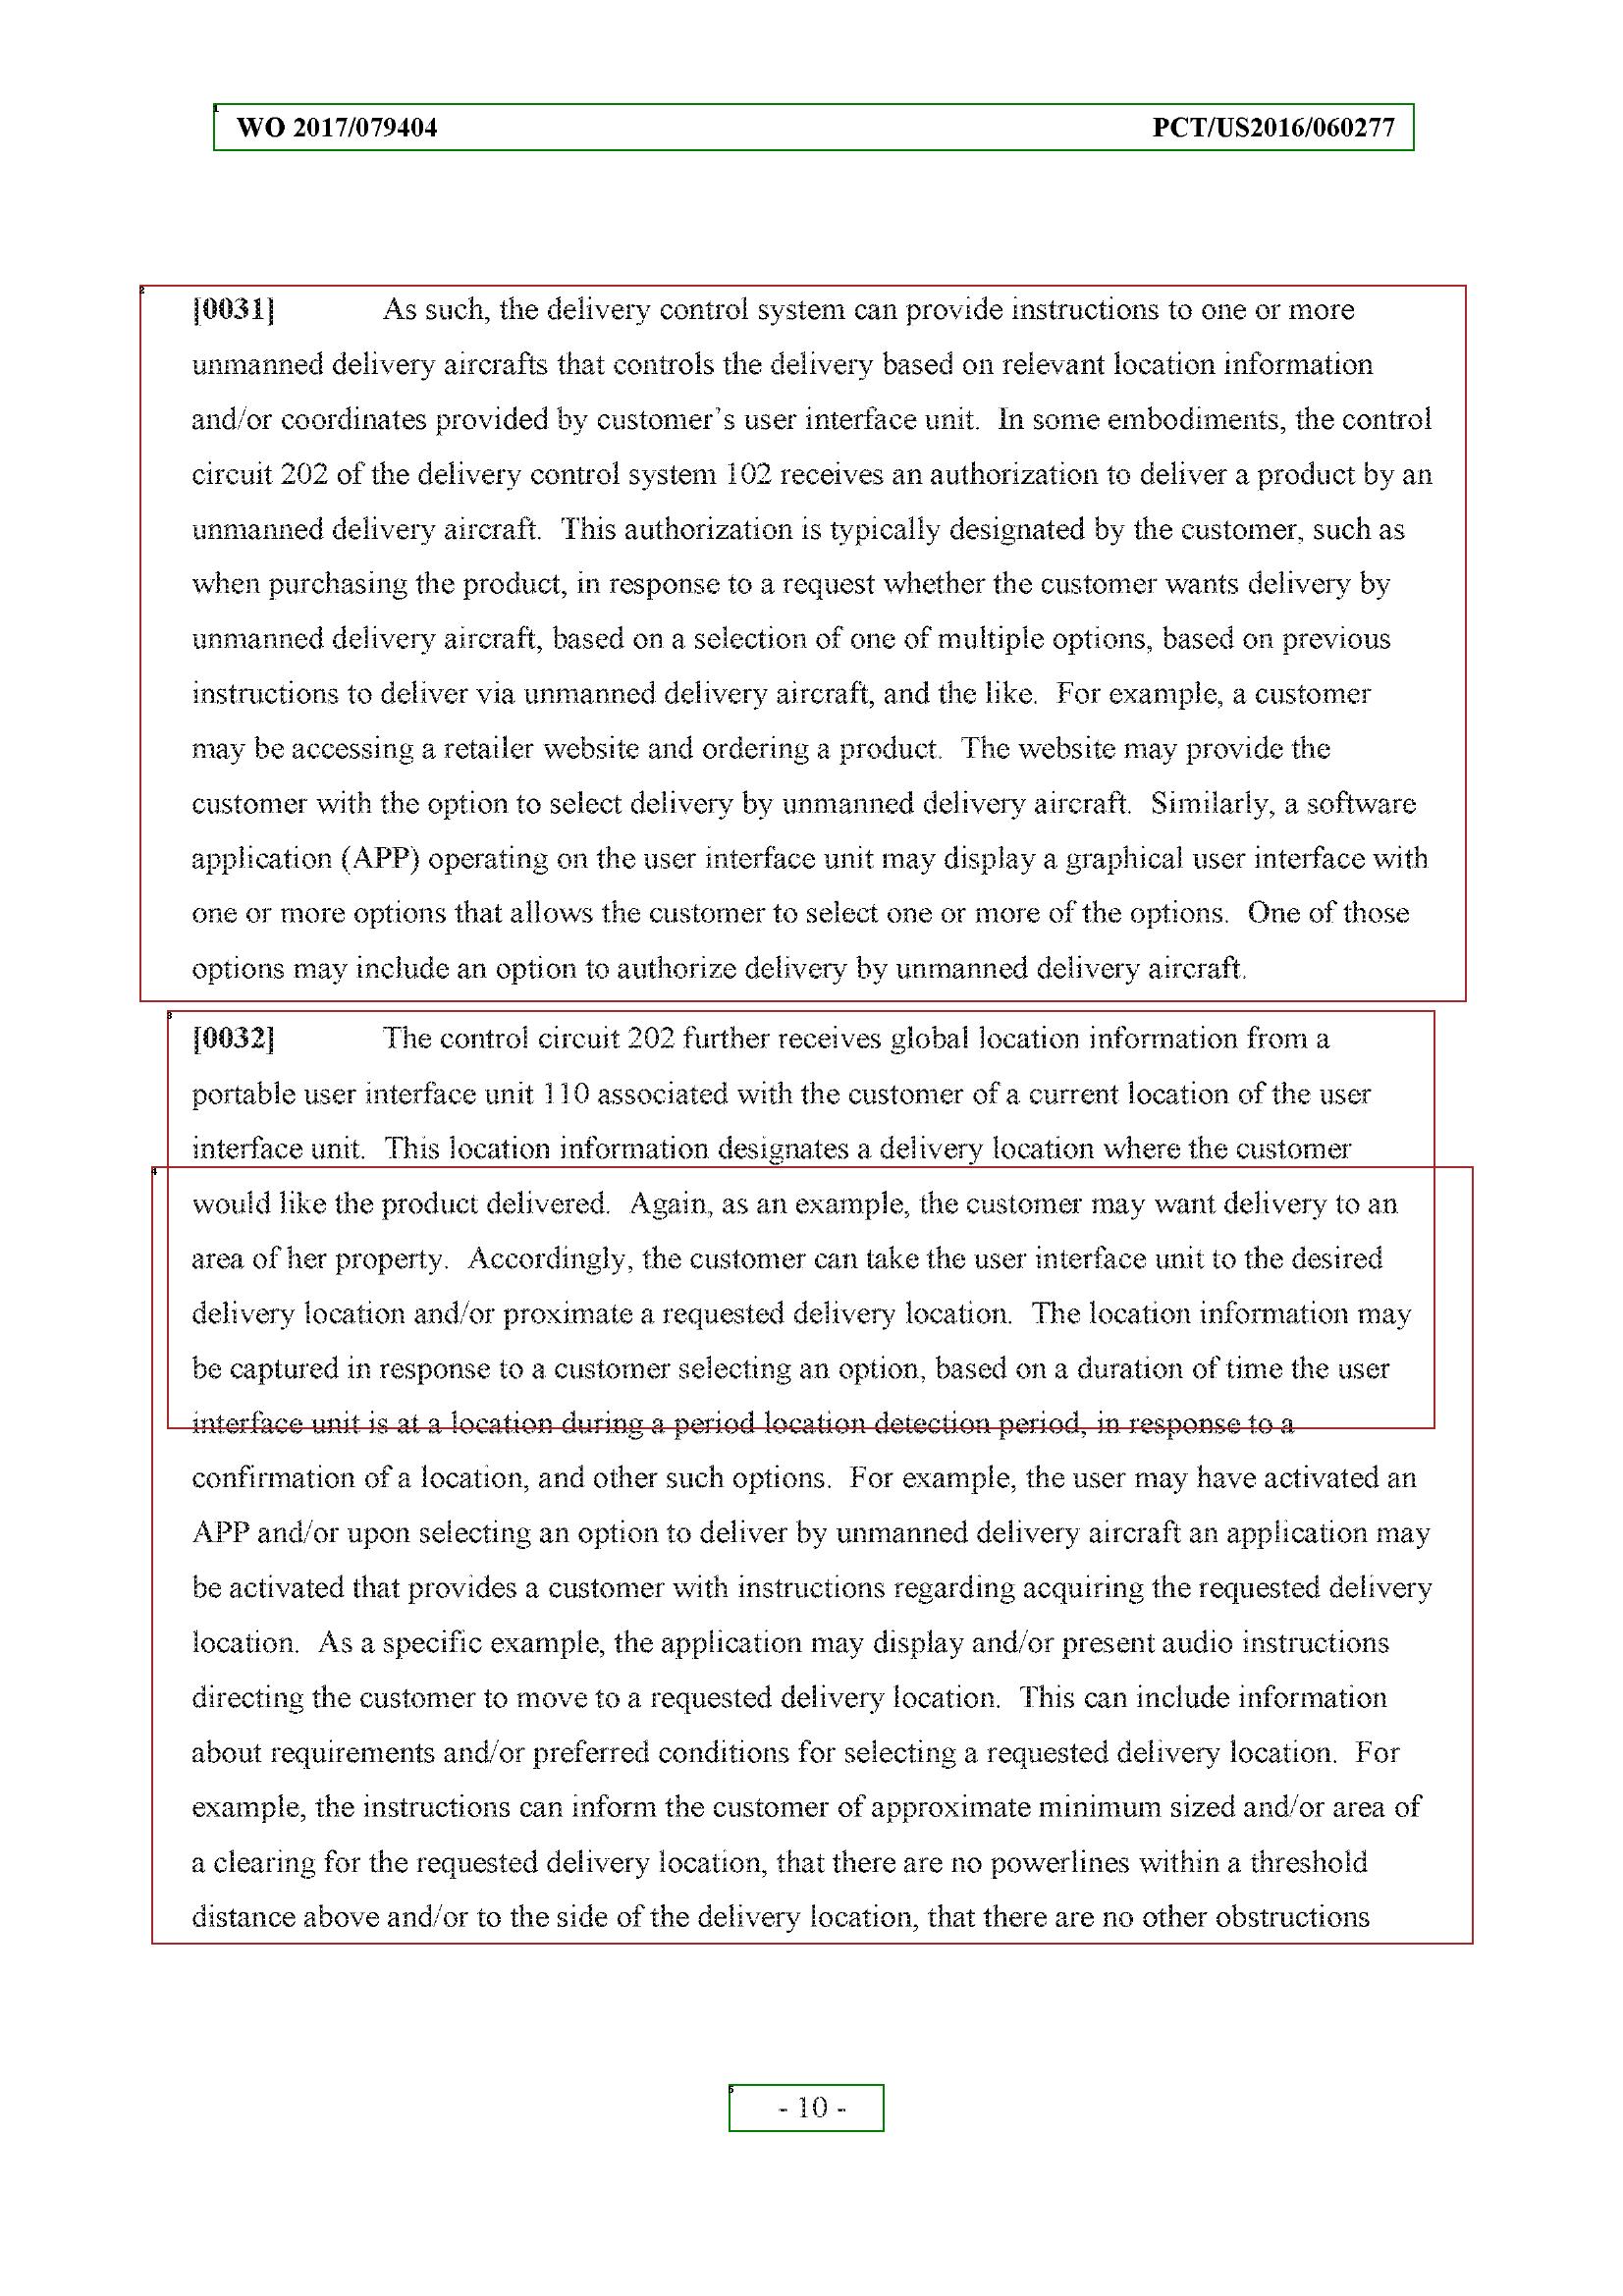 WO 2017/079404 PCT/US2016/060277
[0031] As such, the delivery control system can provide instructions to one or more
unmanned delivery aircrafts that controls the delivery based on relevant location information
and/or coordinates provided by customer's user interface unit. In some embodiments, the control
circuit 202 of the delivery control system 102 receives an authorization to deliver a product by an
unmanned delivery aircraft. This authorization is typically designated by the customer, such as
when purchasing the product, in response to a request whether the customer wants delivery by
unmanned delivery aircraft, based on a selection of one of multiple options, based on previous
instructions to deliver via unmanned delivery aircraft, and the like. For example, a customer
may be accessing a retailer website and ordering a product. The website may provide the
customer with the option to select delivery by unmanned delivery aircraft. Similarly, a software
application (APP) operating on the user interface unit may display a graphical user interface with
one or more options that allows the customer to select one or more of the options. One of those
options may include an option to authorize delivery by unmanned delivery aircraft.
[0032] The control circuit 202 further receives global location information from a
portable user interface unit 110 associated with the customer of a current location of the user
interface unit. This location information designates a delivery location where the customer
would like the product delivered. Again, as an example, the customer may want delivery to an
area of her property. Accordingly, the customer can take the user interface unit to the desired
delivery location and/or proximate a requested delivery location. The location information may
be captured in response to a customer selecting an option, based on a duration of time the user
interface unit is at a location during a period location detection period, in response to a
confirmation of a location, and other such options. For example, the user may have activated an
APP and/or upon selecting an option to deliver by unmanned delivery aircraft an application may
be activated that provides a customer with instructions regarding acquiring the requested delivery
location. As a specific example, the application may display and/or present audio instructions
directing the customer to move to a requested delivery location. This can include information
about requirements and/or preferred conditions for selecting a requested delivery location. For
example, the instructions can inform the customer of approximate minimum sized and/or area of
a clearing for the requested delivery location, that there are no powerlines within a threshold
distance above and/or to the side of the delivery location, that there are no other obstructions
- 10 -